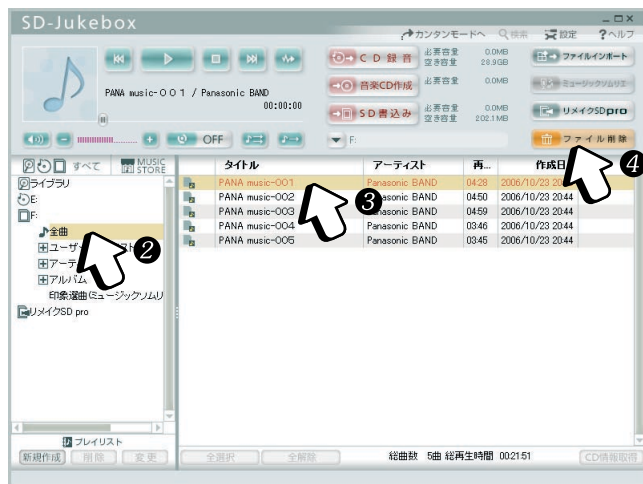 SD-Jukebox
カンタンモードへ 検索 設定 ?ヘルプ
PANA music-001 / Panasonic BAND
00:00:00
OFF
CD録音 必要容量 0.0MB
空き容量 28.9GB
音楽CD作成 必要容量 0.0MB
SD書込み 必要容量 0.0MB
空き容量 202.1MB
F:
ファイルインポート
ミュージックソムリエ
リメイクSDpro
ファイル削除
④
すべて MUSIC STORE
ライブラリ
E:
F:
全曲
②
アルバム
印象選曲(ミュージックソムリ
リメイクSD pro
タイトル アーティスト 再... 作成日
PANA music-001 Panasonic BAND 04:28 2006/10/23 20:44
PANA music-002 Panasonic BAND 04:50 2006/10/23 20:44
PANA music-003 Panasonic BAND 04:59 2006/10/23 20:44
PANA music-004 Panasonic BAND 03:46 2006/10/23 20:44
PANA music-005 Panasonic BAND 03:45 2006/10/23 20:44
③
プレイリスト
新規作成 削除 変更
全選択 全解除 総曲数 5曲 総再生時間 00:21:51 CD情報取得